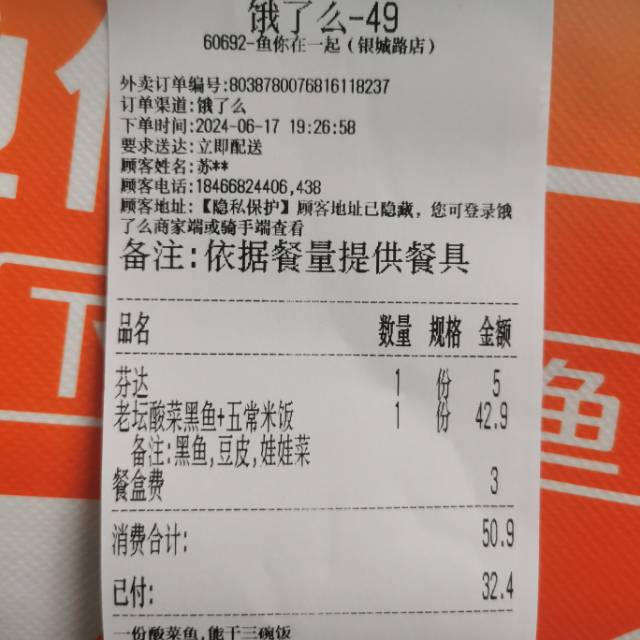 饿了么-49
60692-鱼你在一起（银城路店）
外卖订单编号:8038780076816118237
订单渠道:饿了么
下单时间:2024-06-17 19:26:58
要求送达:立即配送
顾客姓名:苏**
顾客电话:18466824406,438
顾客地址:【隐私保护】顾客地址已隐藏，您可登录饿
了么商家端或骑手端查看
备注:依据餐量提供餐具
品名 数量 规格 金额
芬达 1 份 5
老坛酸菜黑鱼+五常米饭 1 份 42.9
备注:黑鱼,豆皮,娃娃菜
餐盒费 3
消费合计: 50.9
已付: 32.4
一份酸菜鱼,能干三碗饭
下
鱼